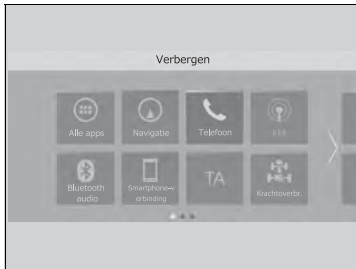 Verbergen
Alle apps
Navigatie
Telefoon
Bluetooth
audio
Smartphone-v
erbinding
TA
Krachtoverbr.